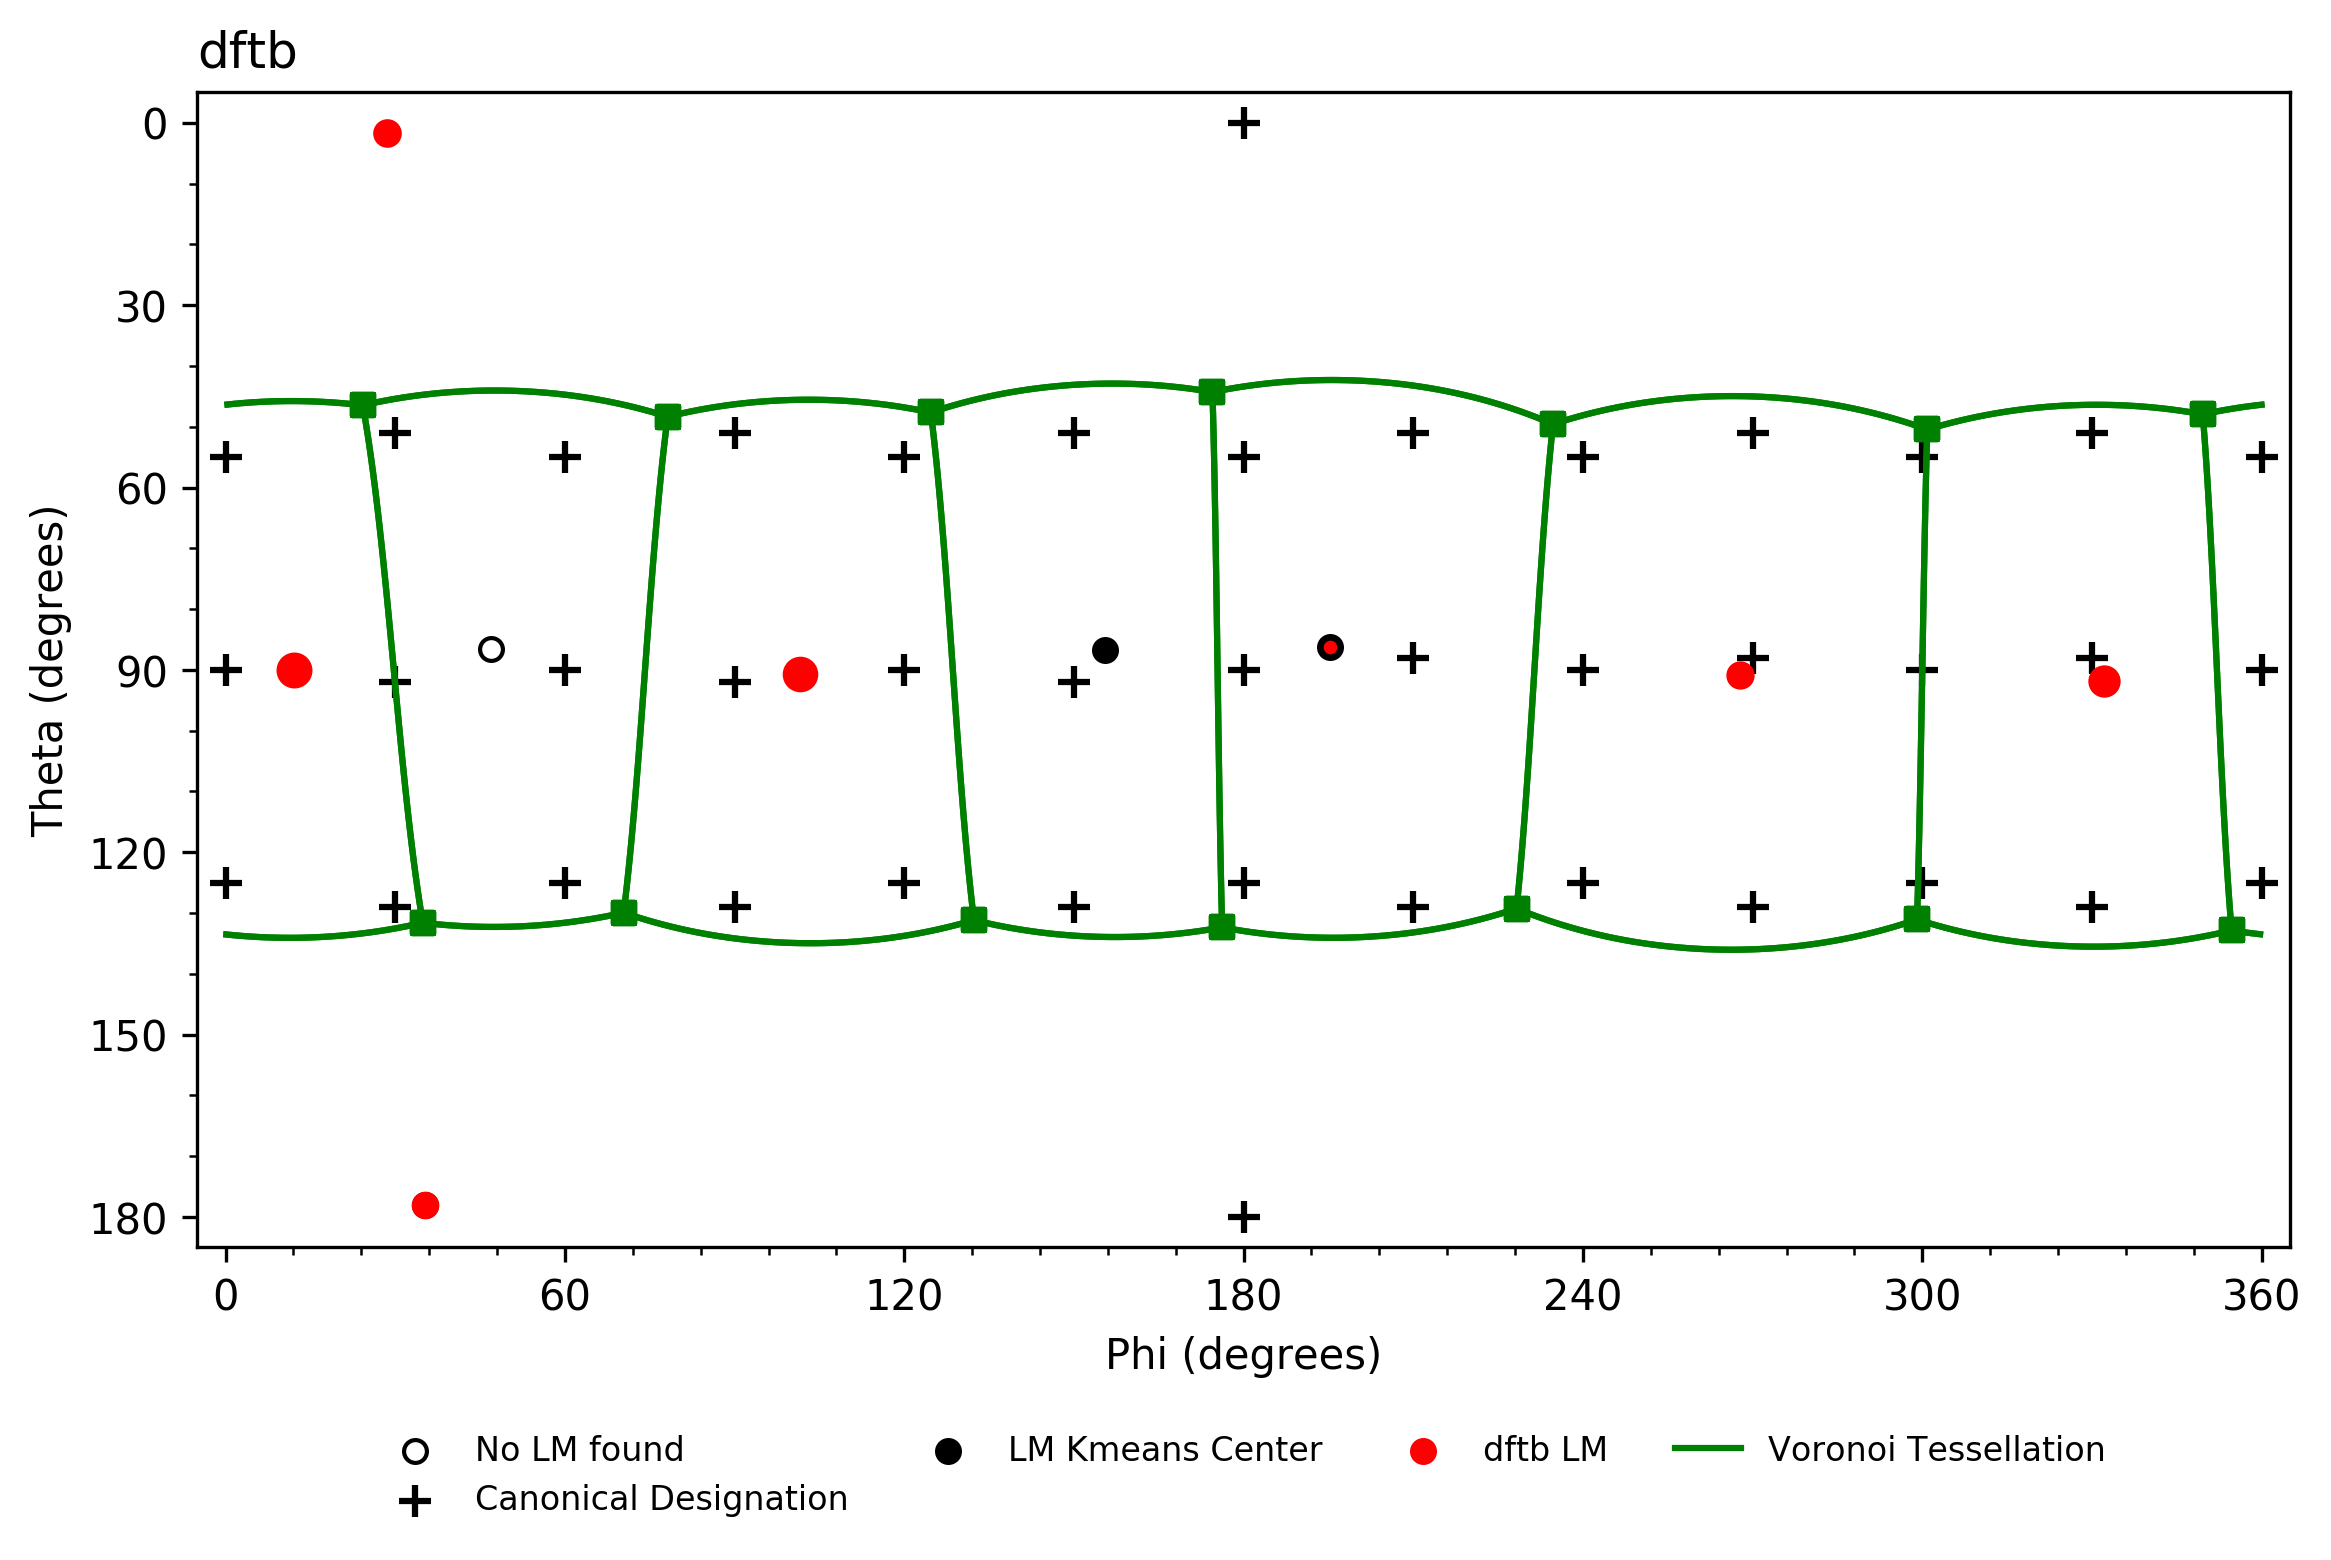 dftb
0
30
60
90
120
150
180
Theta (degrees)
0 60 120 180 240 300 360
Phi (degrees)
No LM found
Canonical Designation
LM Kmeans Center
dftb LM
Voronoi Tessellation